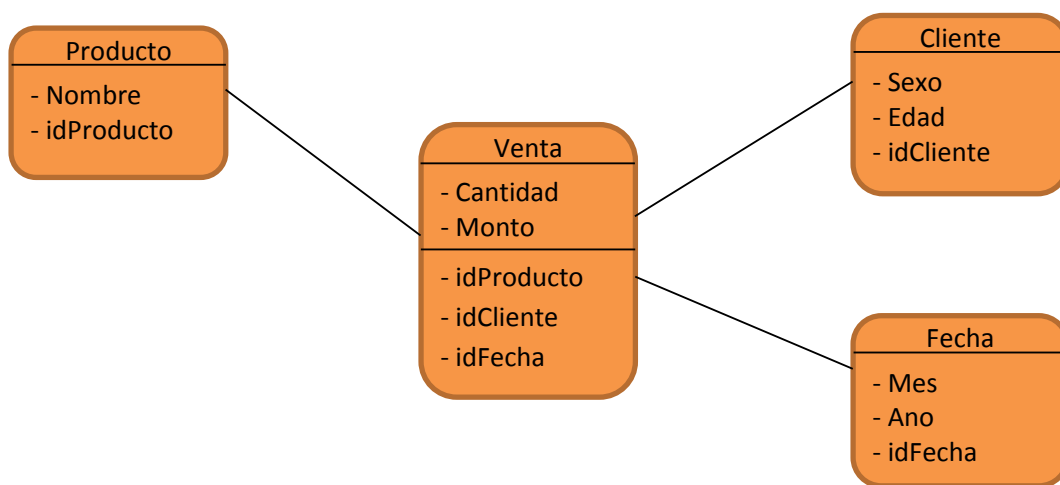 Producto
- Nombre
- idProducto
Venta
- Cantidad
- Monto
- idProducto
- idCliente
- idFecha
Cliente
- Sexo
- Edad
- idCliente
Fecha
- Mes
- Ano
- idFecha